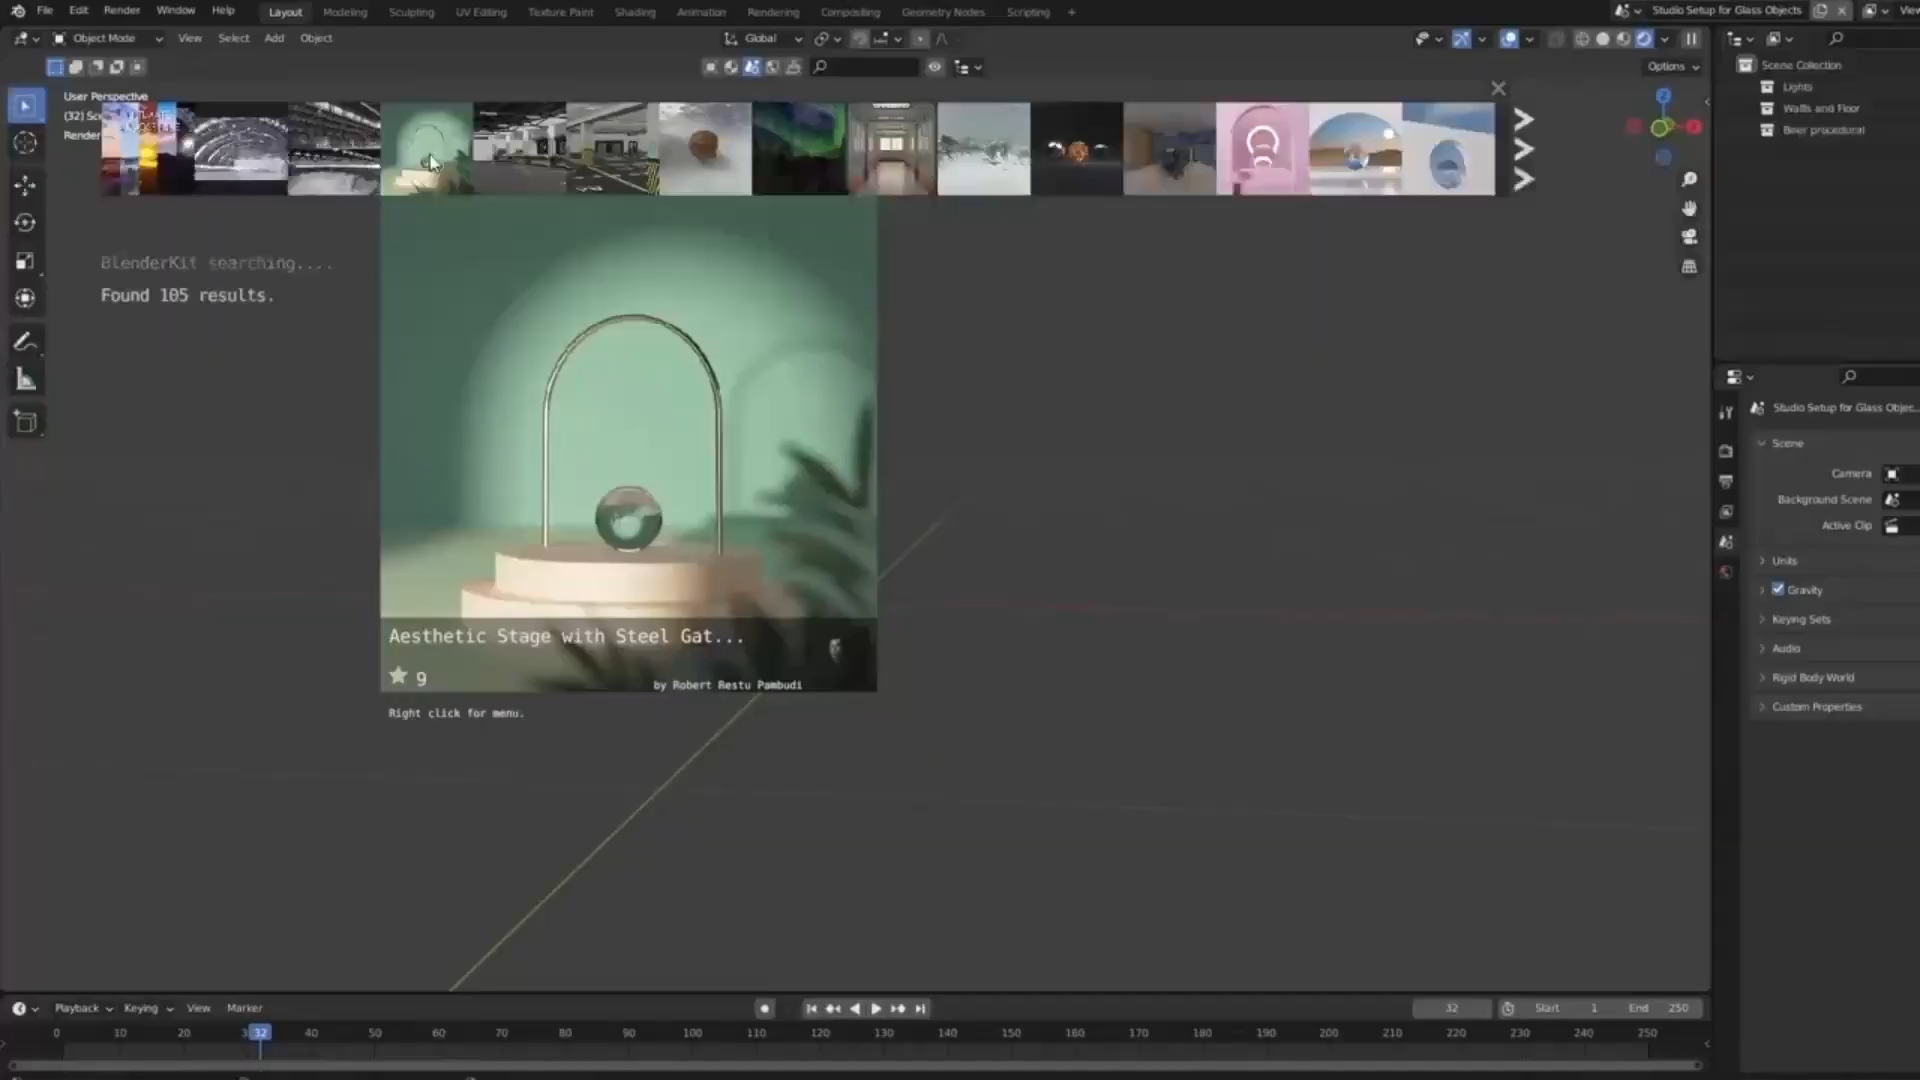 File Edit Render Window Help Layout Modeling Sculpting UV Editing Texture Paint Shading Animation Rendering Compositing Geometry Nodes Scripting + Studio Setup for Glass Objects
Object Mode View Select Add Object Global
Options
User Perspective
(32)
Render
BlenderKit searching....
Found 105 results.
Aesthetic Stage with Steel Gat...
9
by Robert Restu Pambudi
Right click for menu.
Scene Collection
Lights
Walls and Floor
Beer procedural
Studio Setup for Glass Objec...
Scene
Camera
Background Scene
Active Clip
Units
Gravity
Keying Sets
Audio
Rigid Body World
Custom Properties
Playback Keying View Marker 32 Start 1 End 250
0 10 20 32 40 50 60 70 80 90 100 110 120 130 140 150 160 170 180 190 200 210 220 230 240 250